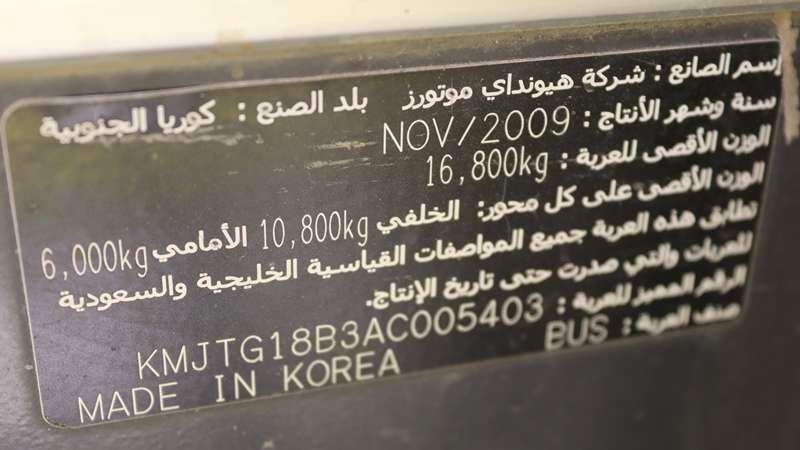 إسم الصانع : شركة هيونداي موتورز بلد الصنع : كوريا الجنوبية
سنة وشهر الأنتاج : NOV/2009
الوزن الأقصى للعربة : 16,800kg
الوزن الأقصى على كل محور: الخلفي 10,800kg الأمامي 6,000kg
تطابق هذه العربة جميع المواصفات القياسية الخليجية والسعودية
للعربات والتي صدرت حتى تاريخ الإنتاج.
الرقم المميز للعربة : KMJTG18B3AC005403
صنف العربة : BUS
MADE IN KOREA